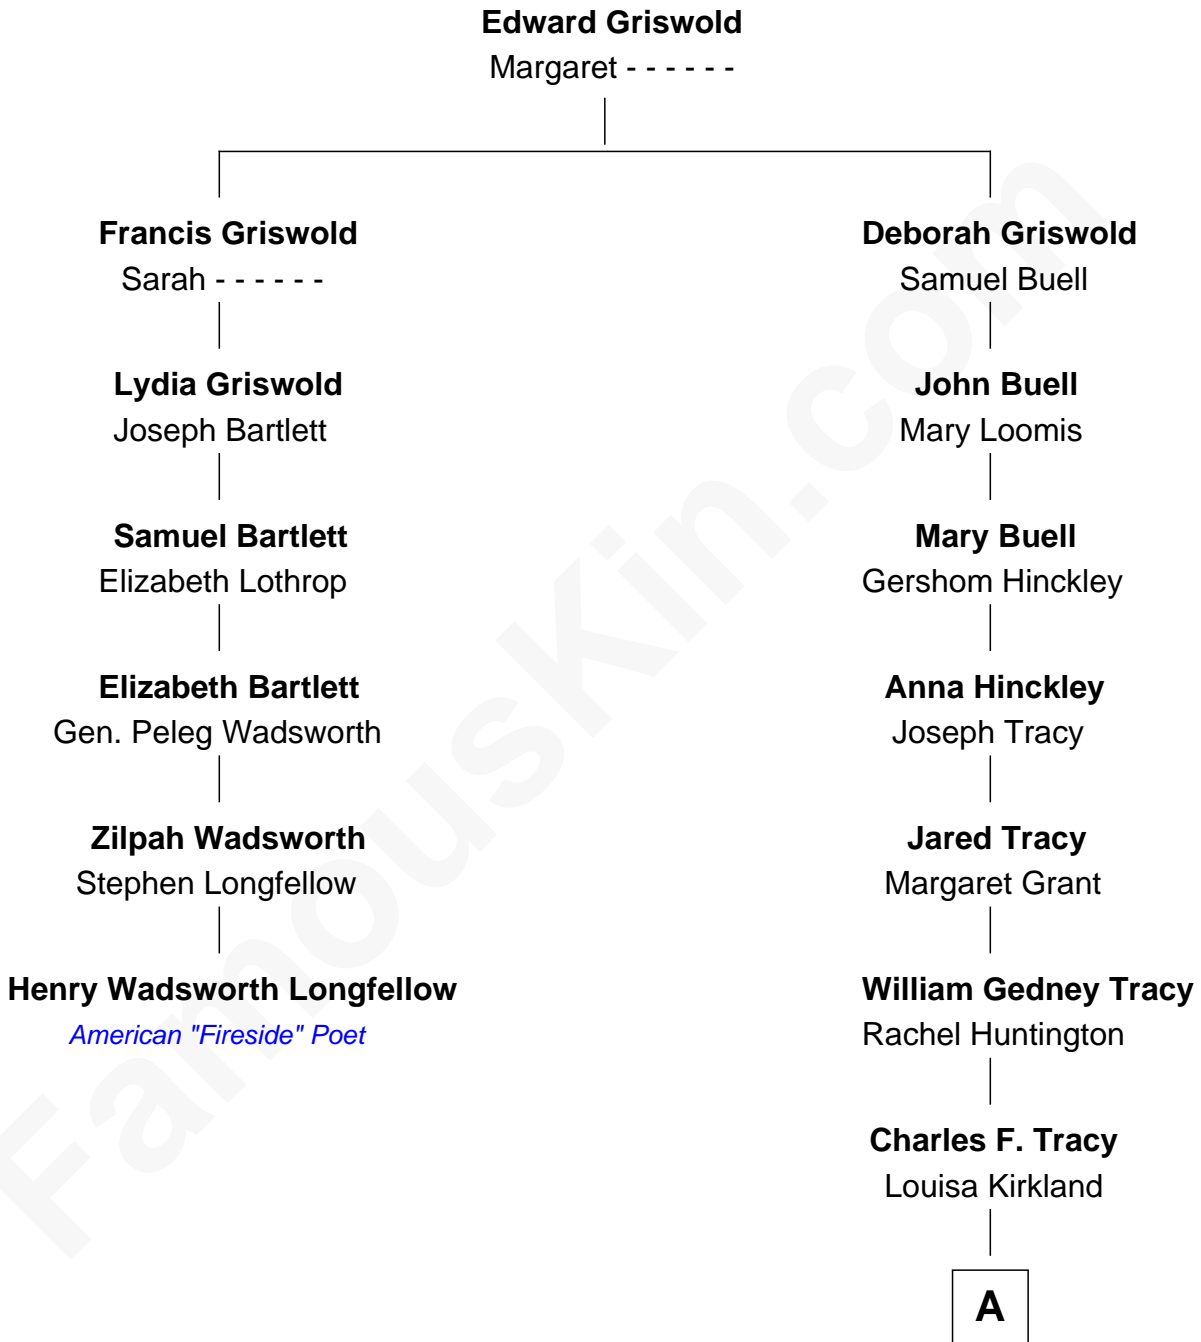 Edward Griswold
Margaret - - - - - -
Francis Griswold
Sarah - - - - - -
Deborah Griswold
Samuel Buell
Lydia Griswold
Joseph Bartlett
John Buell
Mary Loomis
Samuel Bartlett
Elizabeth Lothrop
Mary Buell
Gershom Hinckley
Elizabeth Bartlett
Gen. Peleg Wadsworth
Anna Hinckley
Joseph Tracy
Zilpah Wadsworth
Stephen Longfellow
Jared Tracy
Margaret Grant
Henry Wadsworth Longfellow
American "Fireside" Poet
William Gedney Tracy
Rachel Huntington
Charles F. Tracy
Louisa Kirkland
A
FamousKin.com